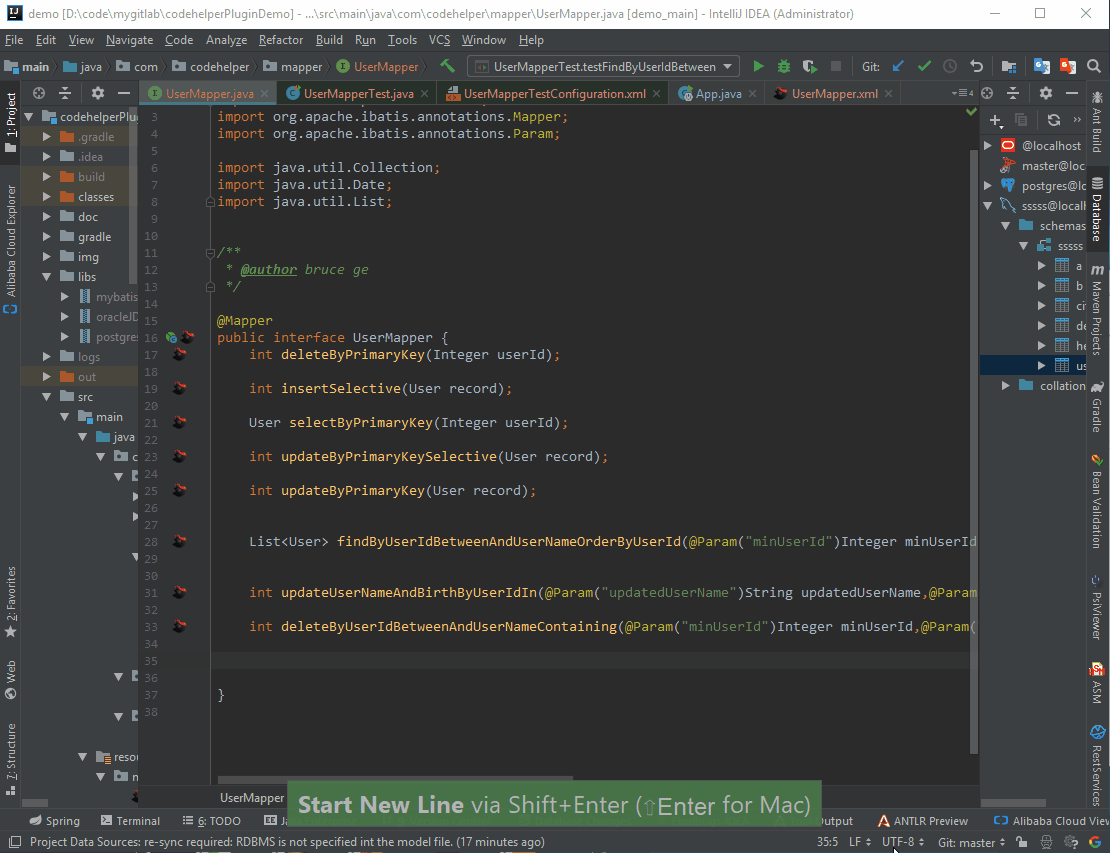 demo [D:\code\mygitlab\codehelperPluginDemo] - ...\src\main\java\com\codehelper\mapper\UserMapper.java [demo_main] - IntelliJ IDEA (Administrator)
File Edit View Navigate Code Analyze Refactor Build Run Tools VCS Window Help
main java com codehelper mapper UserMapper UserMapperTest.testFindByUserIdBetween Git:
UserMapper.java UserMapperTest.java UserMapperTestConfiguration.xml App.java UserMapper.xml
1: Project
Alibaba Cloud Explorer
2: Favorites
Web
7: Structure
codehelperPlu
.gradle
.idea
build
classes
doc
gradle
img
libs
mybatis
oracleJD
postgres
logs
out
src
main
java
c
resou
3 import org.apache.ibatis.annotations.Mapper;
4 import org.apache.ibatis.annotations.Param;
5
6 import java.util.Collection;
7 import java.util.Date;
8 import java.util.List;
9
10
11 /**
12 * @author bruce ge
13 */
14
15 @Mapper
16 public interface UserMapper {
17 int deleteByPrimaryKey(Integer userId);
18
19 int insertSelective(User record);
20
21 User selectByPrimaryKey(Integer userId);
22
23 int updateByPrimaryKeySelective(User record);
24
25 int updateByPrimaryKey(User record);
26
27
28 List<User> findByUserIdBetweenAndUserNameOrderByUserId(@Param("minUserId")Integer minUserId
29
30
31 int updateUserNameAndBirthByUserIdIn(@Param("updatedUserName")String updatedUserName,@Param
32
33 int deleteByUserIdBetweenAndUserNameContaining(@Param("minUserId")Integer minUserId,@Param(
34
35
36
37 }
38
@localhost
master@loc
postgres@lo
sssss@localh
schemas
sssss
a
b
ci
de
he
us
collation
Ant Build
Database
Maven Projects
Gradle
Bean Validation
PsiViewer
ASM
RestServices
UserMapper
Start New Line via Shift+Enter (⇧Enter for Mac)
Spring Terminal 6: TODO Ja utput ANTLR Preview Alibaba Cloud View
Project Data Sources: re-sync required: RDBMS is not specified int the model file. (17 minutes ago) 35:5 LF UTF-8 Git: master